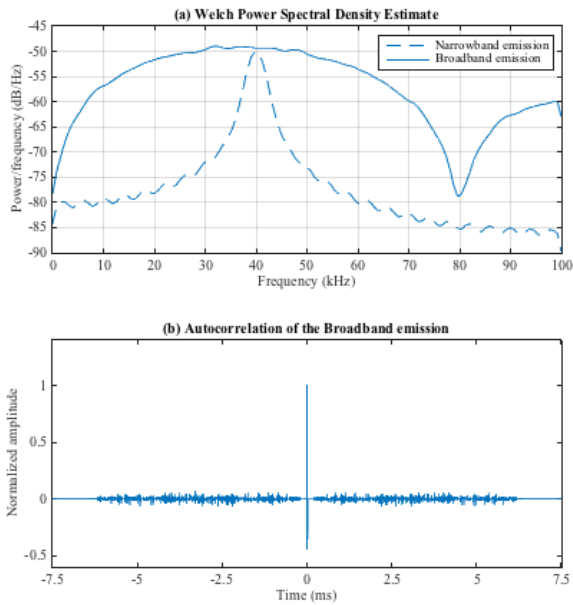 (a) Welch Power Spectral Density Estimate
-45
-50
-55
-60
-65
-70
-75
-80
-85
-90
Power/frequency (dB/Hz)
Narrowband emission
Broadband emission
0 10 20 30 40 50 60 70 80 90 100
Frequency (kHz)
(b) Autocorrelation of the Broadband emission
1
0.5
0
-0.5
Normalized amplitude
-7.5 -5 -2.5 0 2.5 5 7.5
Time (ms)